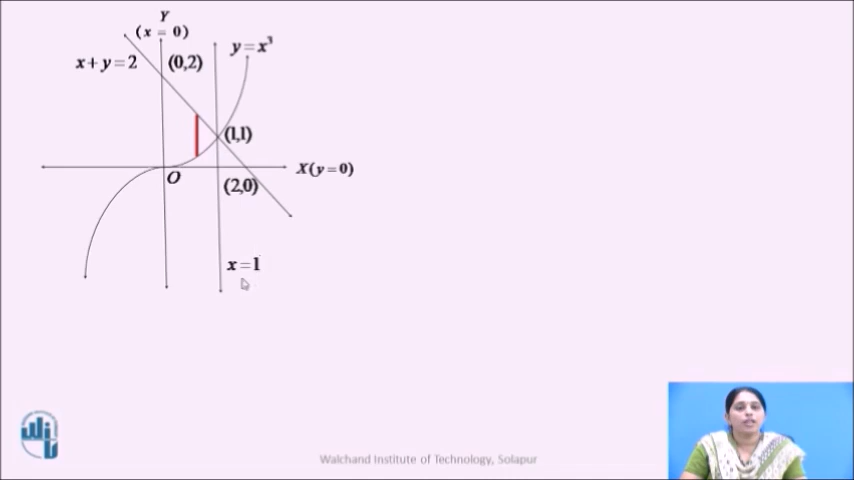 Y
(x = 0)
y = x³
x + y = 2
(0,2)
(1,1)
X(y = 0)
O
(2,0)
x = 1
Walchand Institute of Technology, Solapur